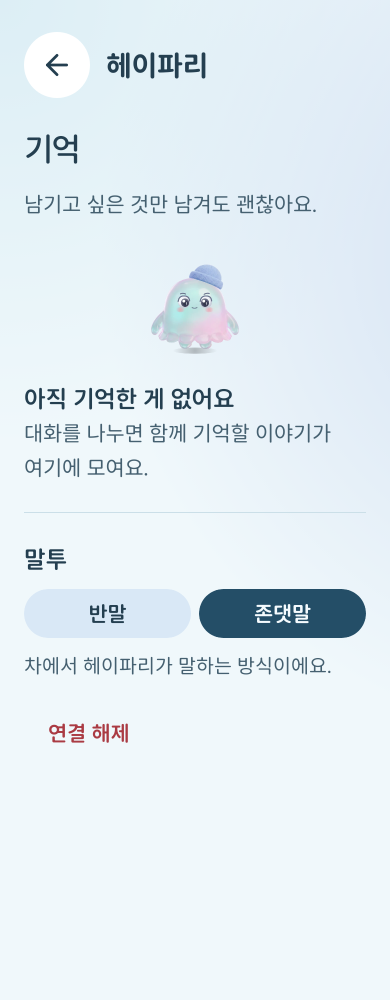 헤이파리
기억
남기고 싶은 것만 남겨도 괜찮아요.
아직 기억한 게 없어요
대화를 나누면 함께 기억할 이야기가
여기에 모여요.
말투
반말
존댓말
차에서 헤이파리가 말하는 방식이에요.
연결 해제